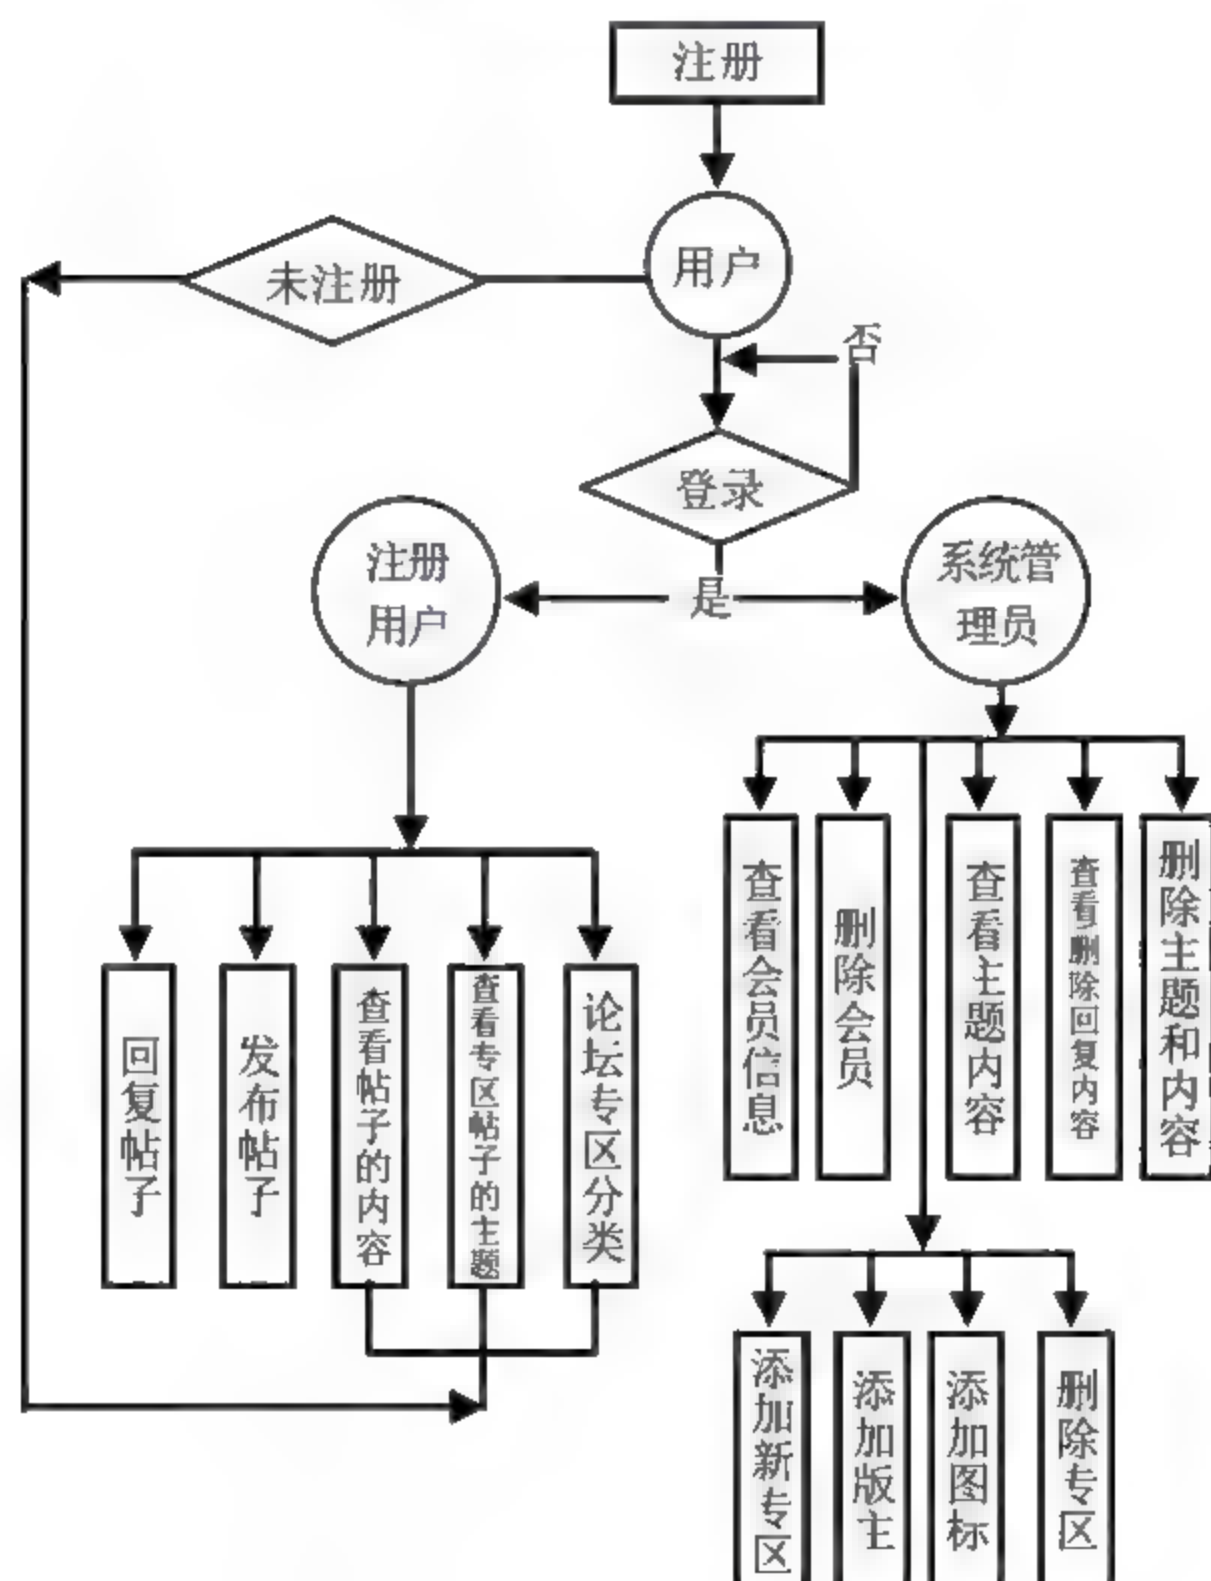 注册
用户
未注册
否
登录
是
注册
用户
系统管
理员
查看会员信息
删除会员
查看主题内容
查看删除回复内容
删除主题和内容
回复帖子
发布帖子
查看帖子的内容
查看专区帖子的主题
论坛专区分类
添加新专区
添加版主
添加图标
删除专区